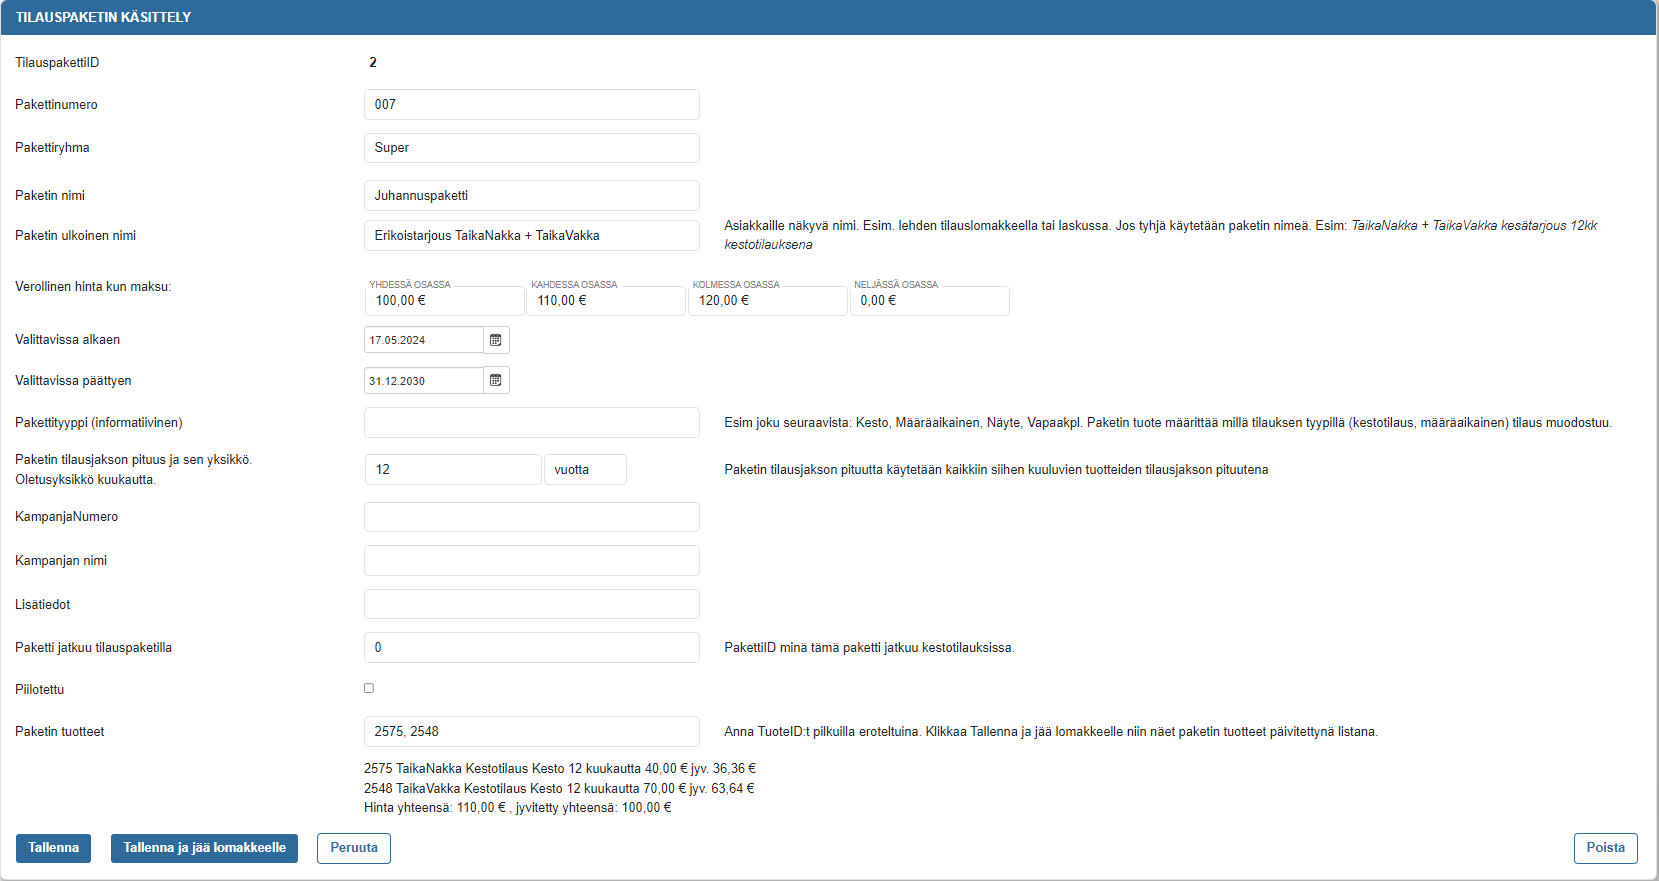 TILAUSPAKETIN KÄSITTELY
TilauspakettiID 2
Pakettinumero 007
Pakettiryhma Super
Paketin nimi Juhannuspaketti
Paketin ulkoinen nimi Erikoistarjous TaikaNakka + TaikaVakka
Asiakkaille näkyvä nimi. Esim. lehden tilauslomakkeella tai laskussa. Jos tyhjä käytetään paketin nimeä. Esim: TaikaNakka + TaikaVakka kesätarjous 12kk
kestotilauksena
Verollinen hinta kun maksu:
YHDESSÄ OSASSA KAHDESSA OSASSA KOLMESSA OSASSA NELJÄSSÄ OSASSA
100,00 € 110,00 € 120,00 € 0,00 €
Valittavissa alkaen 17.05.2024
Valittavissa päättyen 31.12.2030
Pakettityyppi (informatiivinen) Esim joku seuraavista: Kesto, Määräaikainen, Näyte, Vapaakpl. Paketin tuote määrittää millä tilauksen tyypillä (kestotilaus, määräaikainen) tilaus muodostuu.
Paketin tilausjakson pituus ja sen yksikkö.
Oletusyksikkö kuukautta.
12 vuotta Paketin tilausjakson pituutta käytetään kaikkiin siihen kuuluvien tuotteiden tilausjakson pituutena
KampanjaNumero
Kampanjan nimi
Lisätiedot
Paketti jatkuu tilauspaketilla 0 PakettiID minä tämä paketti jatkuu kestotilauksissa.
Piilotettu
Paketin tuotteet 2575, 2548 Anna TuoteID:t pilkuilla eroteltuina. Klikkaa Tallenna ja jää lomakkeelle niin näet paketin tuotteet päivitettynä listana.
2575 TaikaNakka Kestotilaus Kesto 12 kuukautta 40,00 € jyv. 36,36 €
2548 TaikaVakka Kestotilaus Kesto 12 kuukautta 70,00 € jyv. 63,64 €
Hinta yhteensä: 110,00 € , jyvitetty yhteensä: 100,00 €
Tallenna Tallenna ja jää lomakkeelle Peruuta Poista